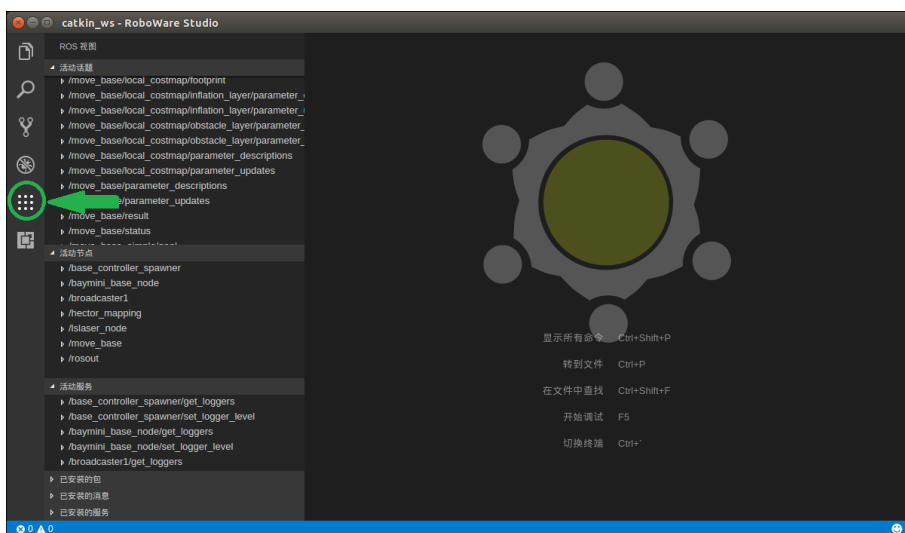 catkin_ws - RoboWare Studio
ROS 视图
活动话题
/move_base/local_costmap/footprint
/move_base/local_costmap/inflation_layer/parameter_
/move_base/local_costmap/inflation_layer/parameter_
/move_base/local_costmap/obstacle_layer/parameter_
/move_base/local_costmap/obstacle_layer/parameter_
/move_base/local_costmap/parameter_descriptions
/move_base/local_costmap/parameter_updates
/move_base/parameter_descriptions
/parameter_updates
/move_base/result
/move_base/status
活动节点
/base_controller_spawner
/baymini_base_node
/broadcaster1
/hector_mapping
/lslaser_node
/move_base
/rosout
活动服务
/base_controller_spawner/get_loggers
/base_controller_spawner/set_logger_level
/baymini_base_node/get_loggers
/baymini_base_node/set_logger_level
/broadcaster1/get_loggers
已安装的包
已安装的消息
已安装的服务
显示所有命令 Ctrl+Shift+P
转到文件 Ctrl+P
在文件中查找 Ctrl+Shift+F
开始调试 F5
切换终端 Ctrl+`
0 0